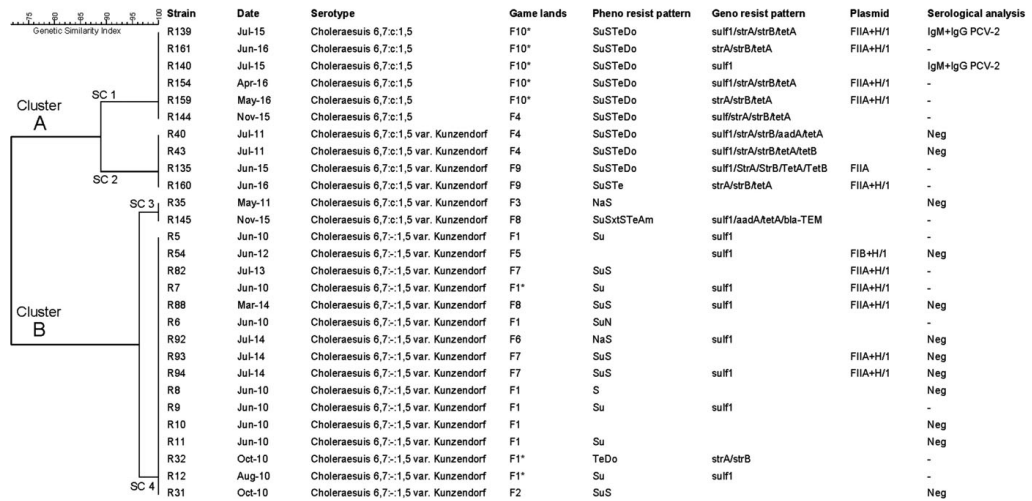 75 80 85 90 95 100
Genetic Similarity Index
Strain Date Serotype Game lands Pheno resist pattern Geno resist pattern Plasmid Serological analysis
R139 Jul-15 Choleraesuis 6,7:c:1,5 F10* SuSTeDo sulf1/strA/strB/tetA FIIA+H/1 IgM+IgG PCV-2
R161 Jun-16 Choleraesuis 6,7:c:1,5 F10* SuSTeDo strA/strB/tetA FIIA+H/1 -
R140 Jul-15 Choleraesuis 6,7:c:1,5 F10* SuSTeDo sulf1 IgM+IgG PCV-2
R154 Apr-16 Choleraesuis 6,7:c:1,5 F10* SuSTeDo sulf1/strA/strB/tetA FIIA+H/1 -
SC 1
R159 May-16 Choleraesuis 6,7:c:1,5 F10* SuSTeDo strA/strB/tetA FIIA+H/1 -
Cluster
A
R144 Nov-15 Choleraesuis 6,7:c:1,5 F4 SuSTeDo sulf/strA/strB/tetA -
R40 Jul-11 Choleraesuis 6,7:c:1,5 var. Kunzendorf F4 SuSTeDo sulf1/strA/strB/aadA/tetA Neg
R43 Jul-11 Choleraesuis 6,7:c:1,5 var. Kunzendorf F4 SuSTeDo sulf1/strA/strB/tetA/tetB Neg
R135 Jun-15 Choleraesuis 6,7:c:1,5 var. Kunzendorf F9 SuSTeDo sulf1/StrA/StrB/TetA/TetB FIIA -
SC 2
R160 Jun-16 Choleraesuis 6,7:c:1,5 var. Kunzendorf F9 SuSTe strA/strB/tetA FIIA+H/1 -
SC 3
R35 May-11 Choleraesuis 6,7:c:1,5 var. Kunzendorf F3 NaS Neg
R145 Nov-15 Choleraesuis 6,7:c:1,5 var. Kunzendorf F8 SuSxtSTeAm sulf1/aadA/tetA/bla-TEM -
R5 Jun-10 Choleraesuis 6,7:-:1,5 var. Kunzendorf F1 Su sulf1 -
R54 Jun-12 Choleraesuis 6,7:-:1,5 var. Kunzendorf F5 sulf1 FIB+H/1 Neg
R82 Jul-13 Choleraesuis 6,7:-:1,5 var. Kunzendorf F7 SuS FIIA+H/1 -
R7 Jun-10 Choleraesuis 6,7:-:1,5 var. Kunzendorf F1* Su sulf1 FIIA+H/1 -
Cluster
B
R88 Mar-14 Choleraesuis 6,7:-:1,5 var. Kunzendorf F8 SuS sulf1 FIIA+H/1 Neg
R6 Jun-10 Choleraesuis 6,7:-:1,5 var. Kunzendorf F1 SuN -
R92 Jul-14 Choleraesuis 6,7:-:1,5 var. Kunzendorf F6 NaS sulf1 Neg
R93 Jul-14 Choleraesuis 6,7:-:1,5 var. Kunzendorf F7 SuS FIIA+H/1 Neg
R94 Jul-14 Choleraesuis 6,7:-:1,5 var. Kunzendorf F7 SuS sulf1 FIIA+H/1 Neg
R8 Jun-10 Choleraesuis 6,7:-:1,5 var. Kunzendorf F1 S Neg
R9 Jun-10 Choleraesuis 6,7:-:1,5 var. Kunzendorf F1 Su sulf1 -
R10 Jun-10 Choleraesuis 6,7:-:1,5 var. Kunzendorf F1 Neg
R11 Jun-10 Choleraesuis 6,7:-:1,5 var. Kunzendorf F1 Su Neg
R32 Oct-10 Choleraesuis 6,7:-:1,5 var. Kunzendorf F1* TeDo strA/strB -
R12 Aug-10 Choleraesuis 6,7:-:1,5 var. Kunzendorf F1* Su sulf1 -
SC 4
R31 Oct-10 Choleraesuis 6,7:-:1,5 var. Kunzendorf F2 SuS Neg